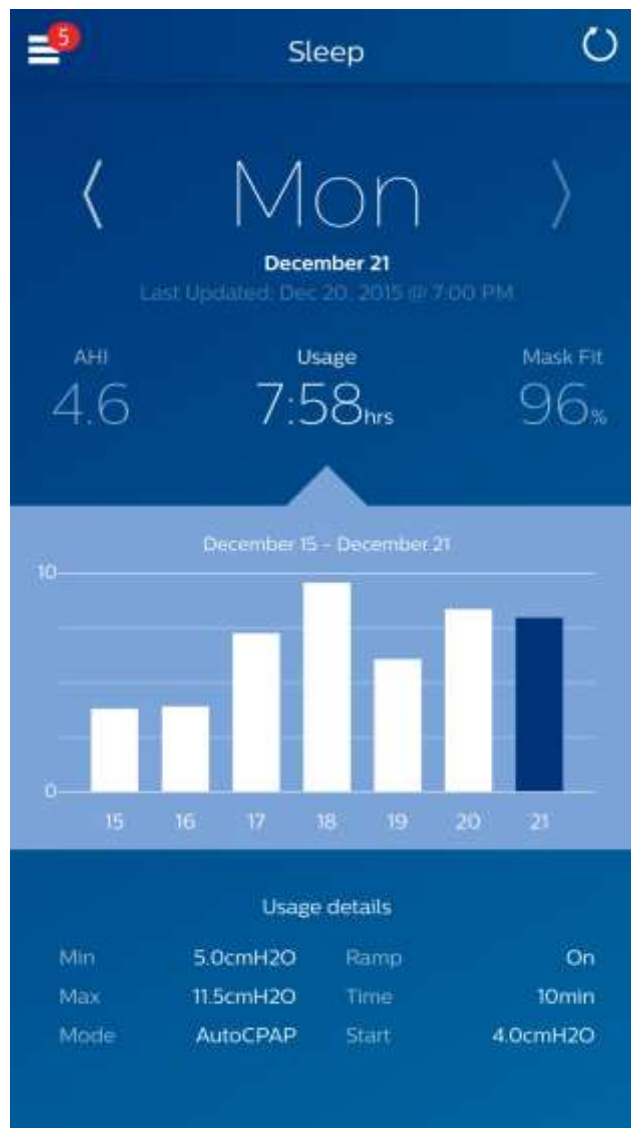 5
Sleep
Mon
December 21
Last Updated: Dec 20, 2015 @ 7:00 PM
AHI Usage Mask Fit
4.6 7:58hrs 96%
December 15 - December 21
10
0
15 16 17 18 19 20 21
Usage details
Min 5.0cmH2O Ramp On
Max 11.5cmH2O Time 10min
Mode AutoCPAP Start 4.0cmH2O